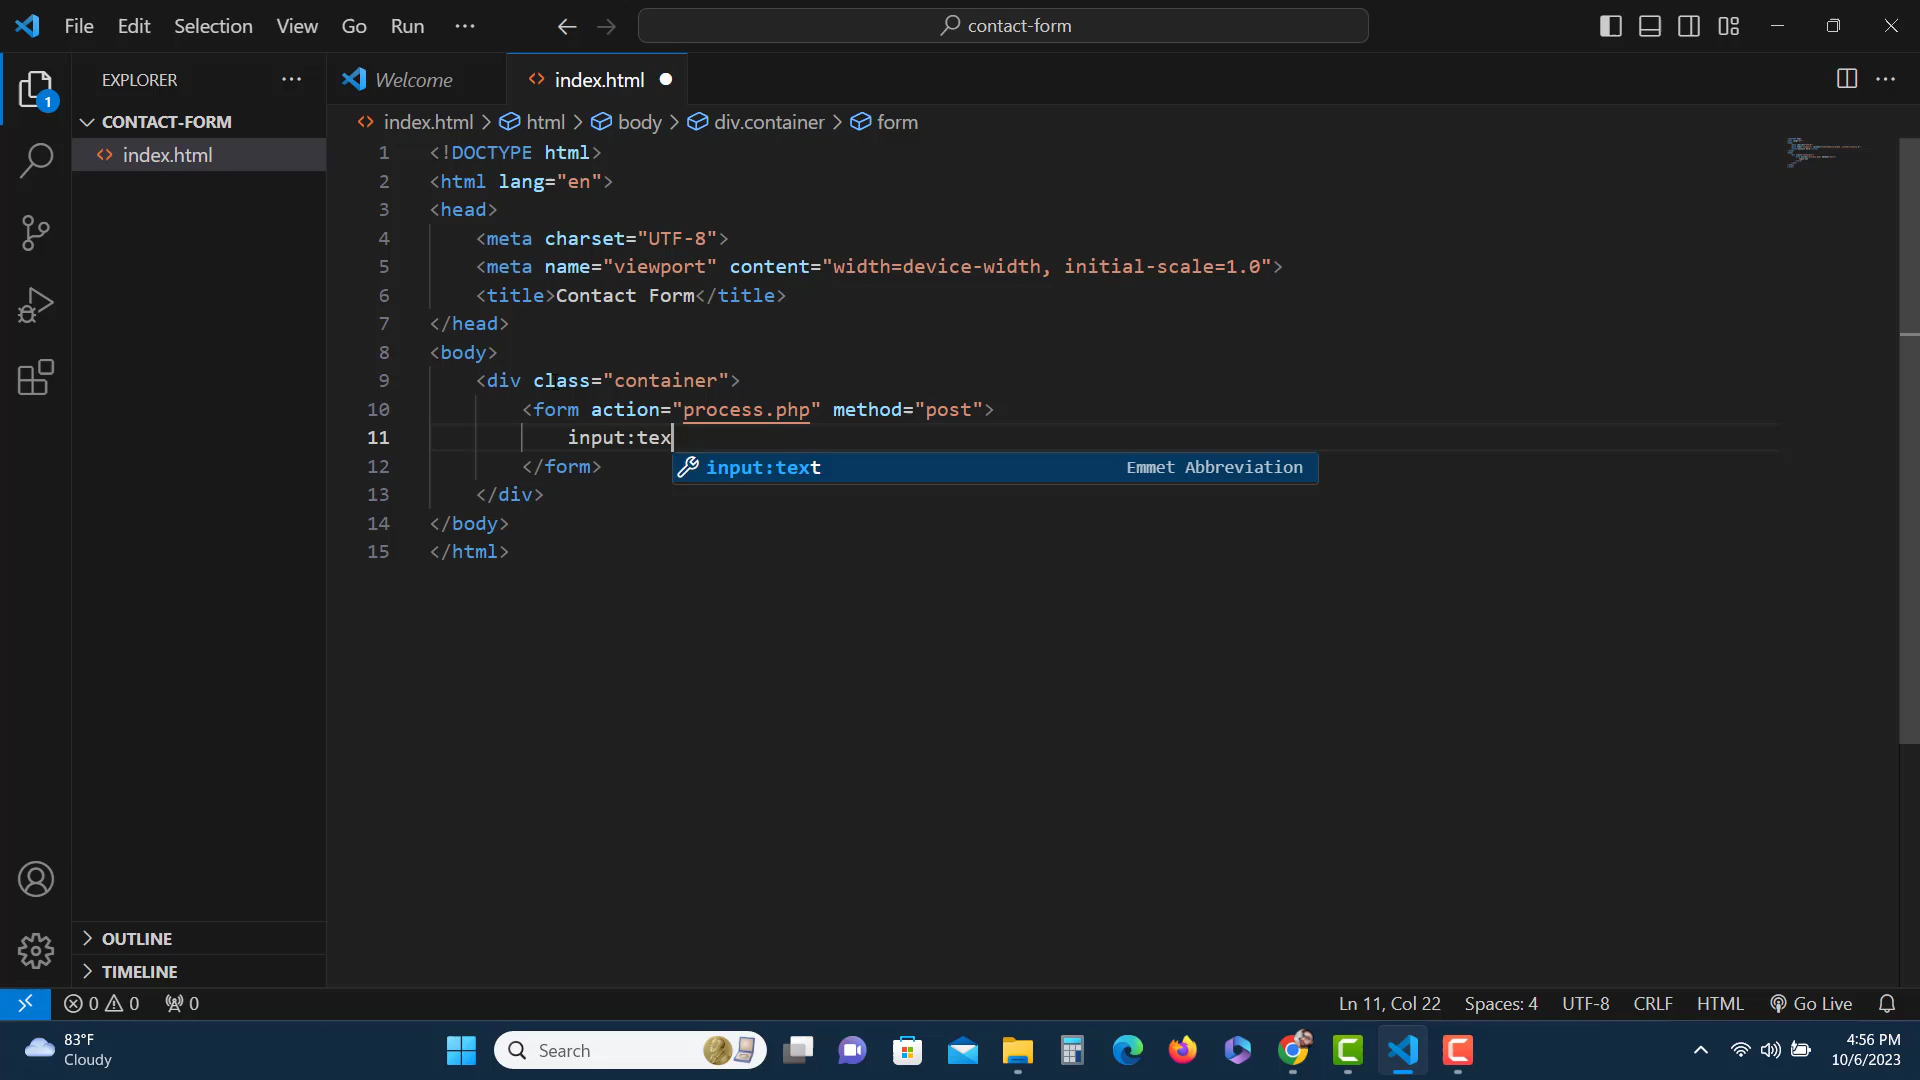 File Edit Selection View Go Run ···
contact-form
EXPLORER ···
Welcome
index.html
1
CONTACT-FORM
index.html
index.html > html > body > div.container > form
1 <!DOCTYPE html>
2 <html lang="en">
3 <head>
4 <meta charset="UTF-8">
5 <meta name="viewport" content="width=device-width, initial-scale=1.0">
6 <title>Contact Form</title>
7 </head>
8 <body>
9 <div class="container">
10 <form action="process.php" method="post">
11 input:tex
input:text Emmet Abbreviation
12 </form>
13 </div>
14 </body>
15 </html>
OUTLINE
TIMELINE
0 0 0
Ln 11, Col 22 Spaces: 4 UTF-8 CRLF HTML Go Live
83°F
Cloudy
Search
4:56 PM
10/6/2023